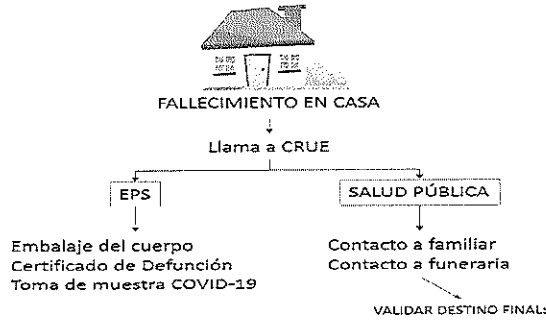 FALLECIMIENTO EN CASA
Llama a CRUE
EPS
SALUD PÚBLICA
Embalaje del cuerpo
Certificado de Defunción
Toma de muestra COVID-19
Contacto a familiar
Contacto a funeraria
VALIDAR DESTINO FINAL: